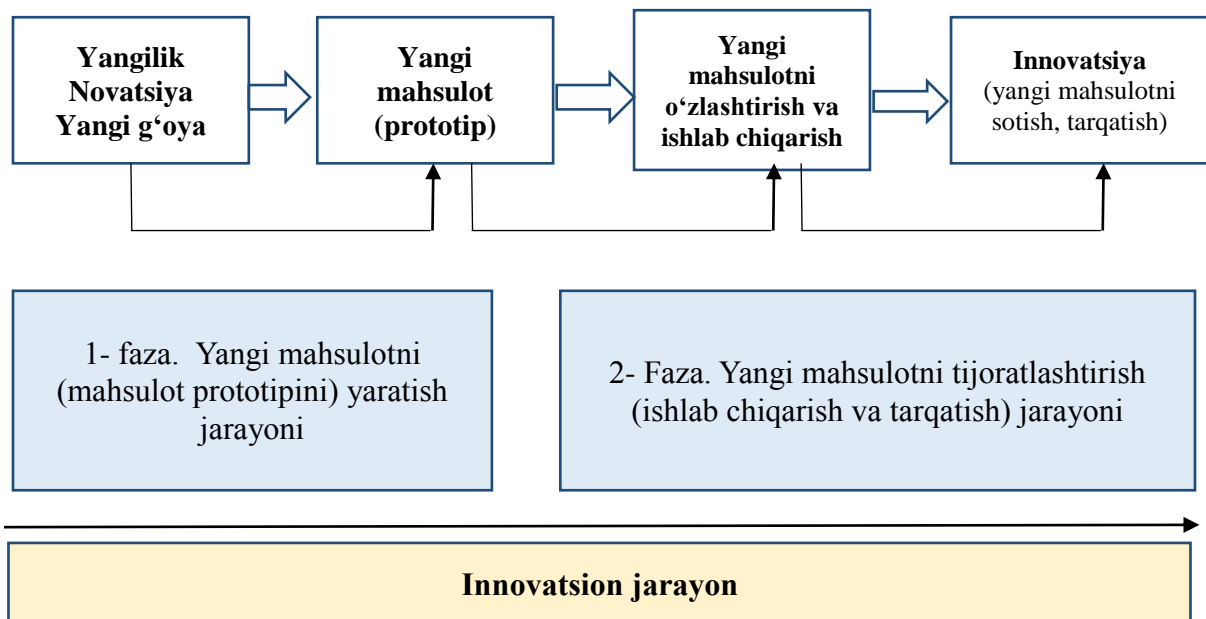 Yangilik
Novatsiya
Yangi g‘oya
Yangi
mahsulot
(prototip)
Yangi
mahsulotni
o‘zlashtirish va
ishlab chiqarish
Innovatsiya
(yangi mahsulotni
sotish, tarqatish)
1- faza. Yangi mahsulotni
(mahsulot prototipini) yaratish
jarayoni
2- Faza. Yangi mahsulotni tijoratlashtirish
(ishlab chiqarish va tarqatish) jarayoni
Innovatsion jarayon